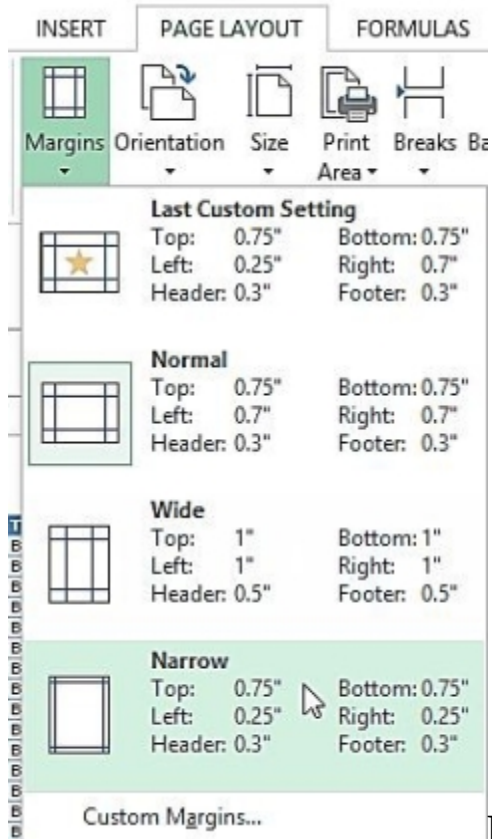 INSERT PAGE LAYOUT FORMULAS
Margins Orientation Size Print Area Breaks
Last Custom Setting
Top: 0.75" Bottom: 0.75"
Left: 0.25" Right: 0.7"
Header: 0.3" Footer: 0.3"
Normal
Top: 0.75" Bottom: 0.75"
Left: 0.7" Right: 0.7"
Header: 0.3" Footer: 0.3"
Wide
Top: 1" Bottom: 1"
Left: 1" Right: 1"
Header: 0.5" Footer: 0.5"
Narrow
Top: 0.75" Bottom: 0.75"
Left: 0.25" Right: 0.25"
Header: 0.3" Footer: 0.3"
Custom Margins...